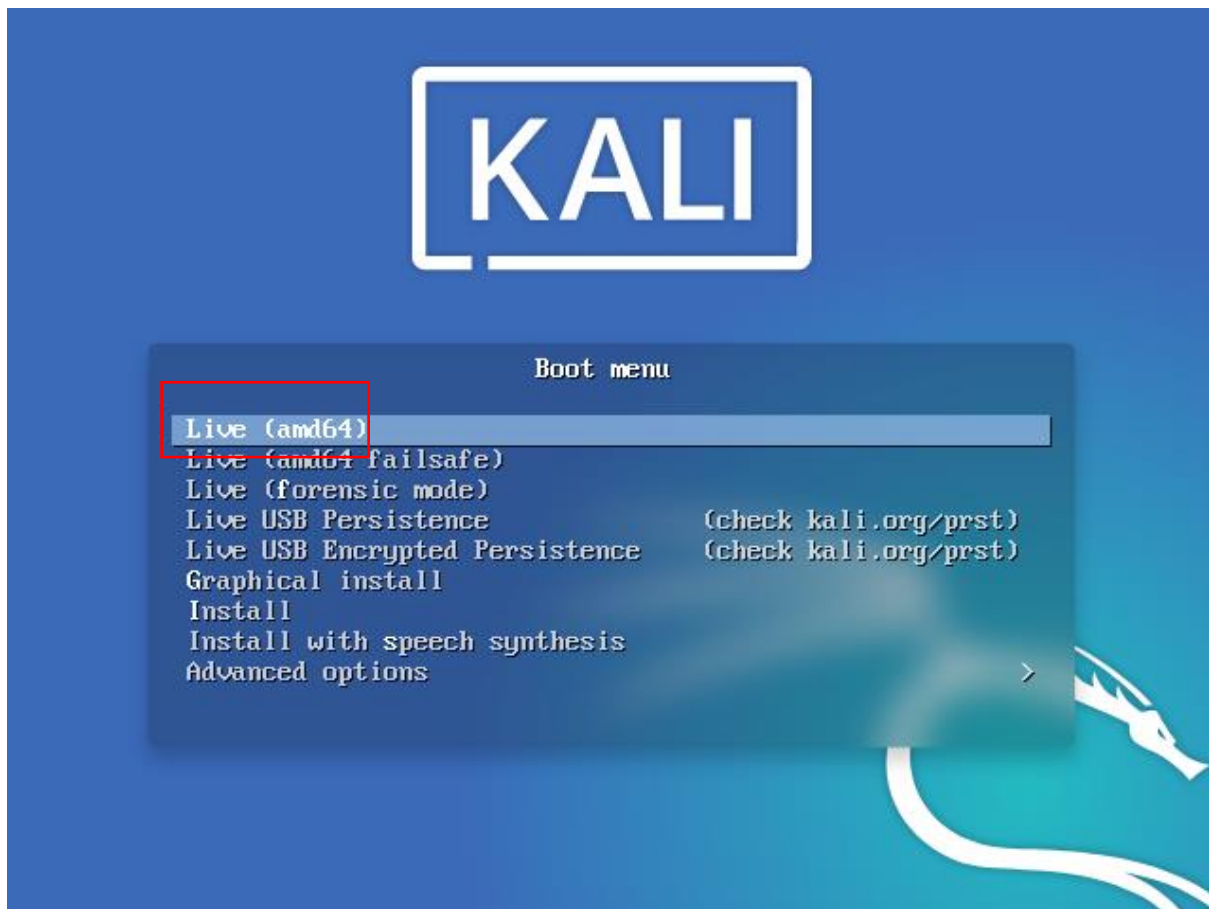 KALI
Boot menu
Live (amd64)
Live (amd64 failsafe)
Live (forensic mode)
Live USB Persistence (check kali.org/prst)
Live USB Encrypted Persistence (check kali.org/prst)
Graphical install
Install
Install with speech synthesis
Advanced options >